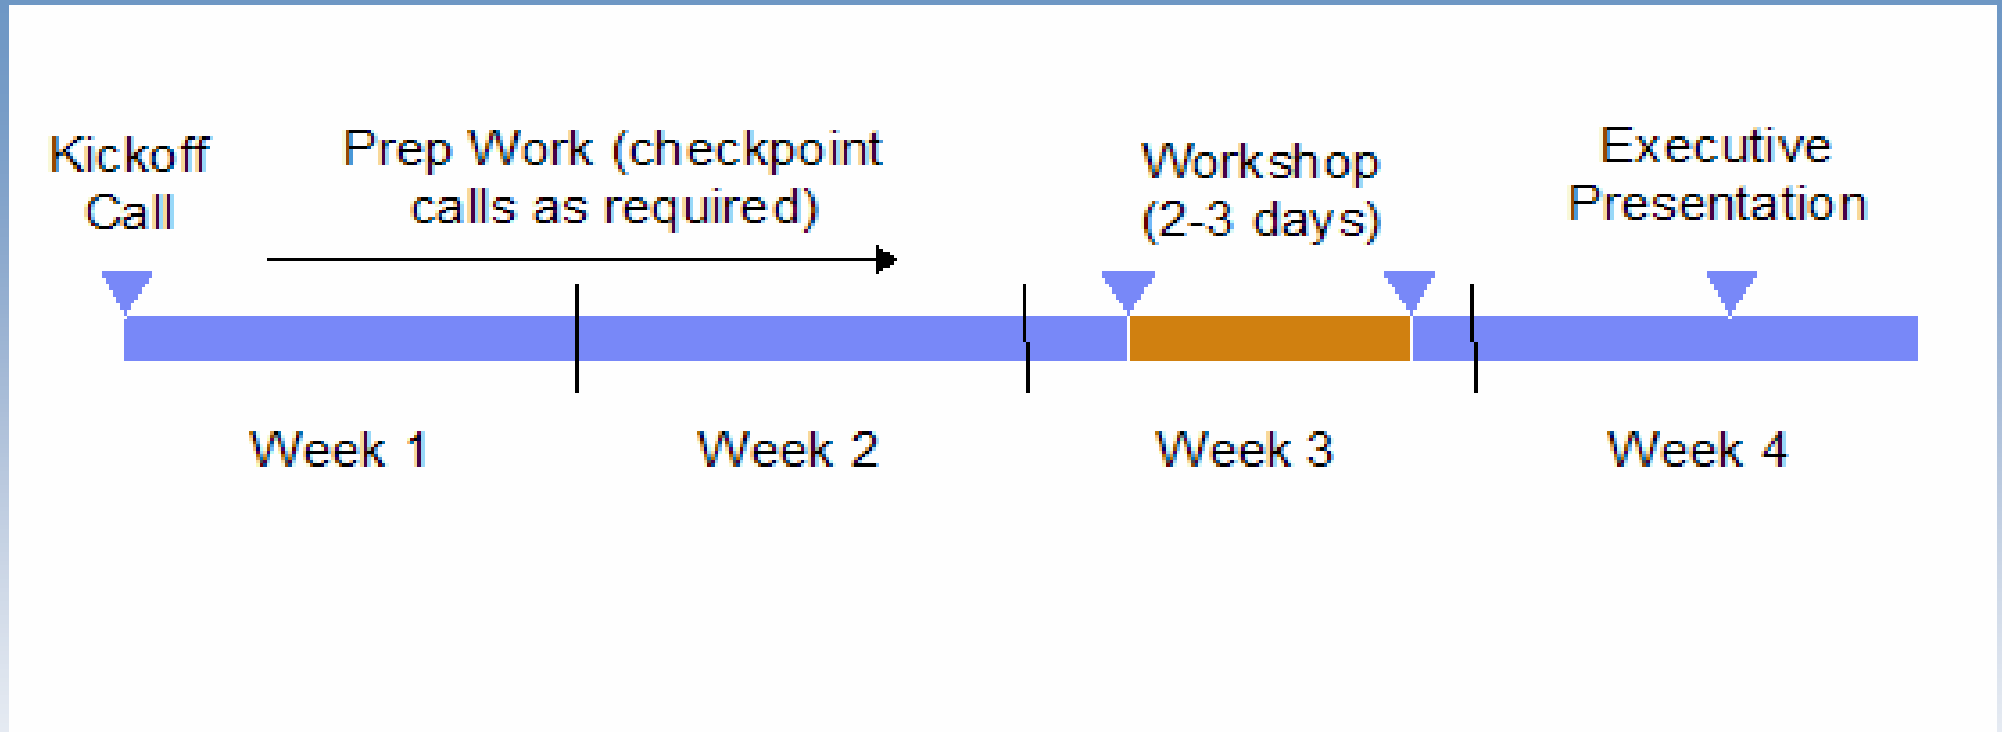 Kickoff
Call
Prep Work (checkpoint
calls as required)
Workshop
(2-3 days)
Executive
Presentation
Week 1
Week 2
Week 3
Week 4